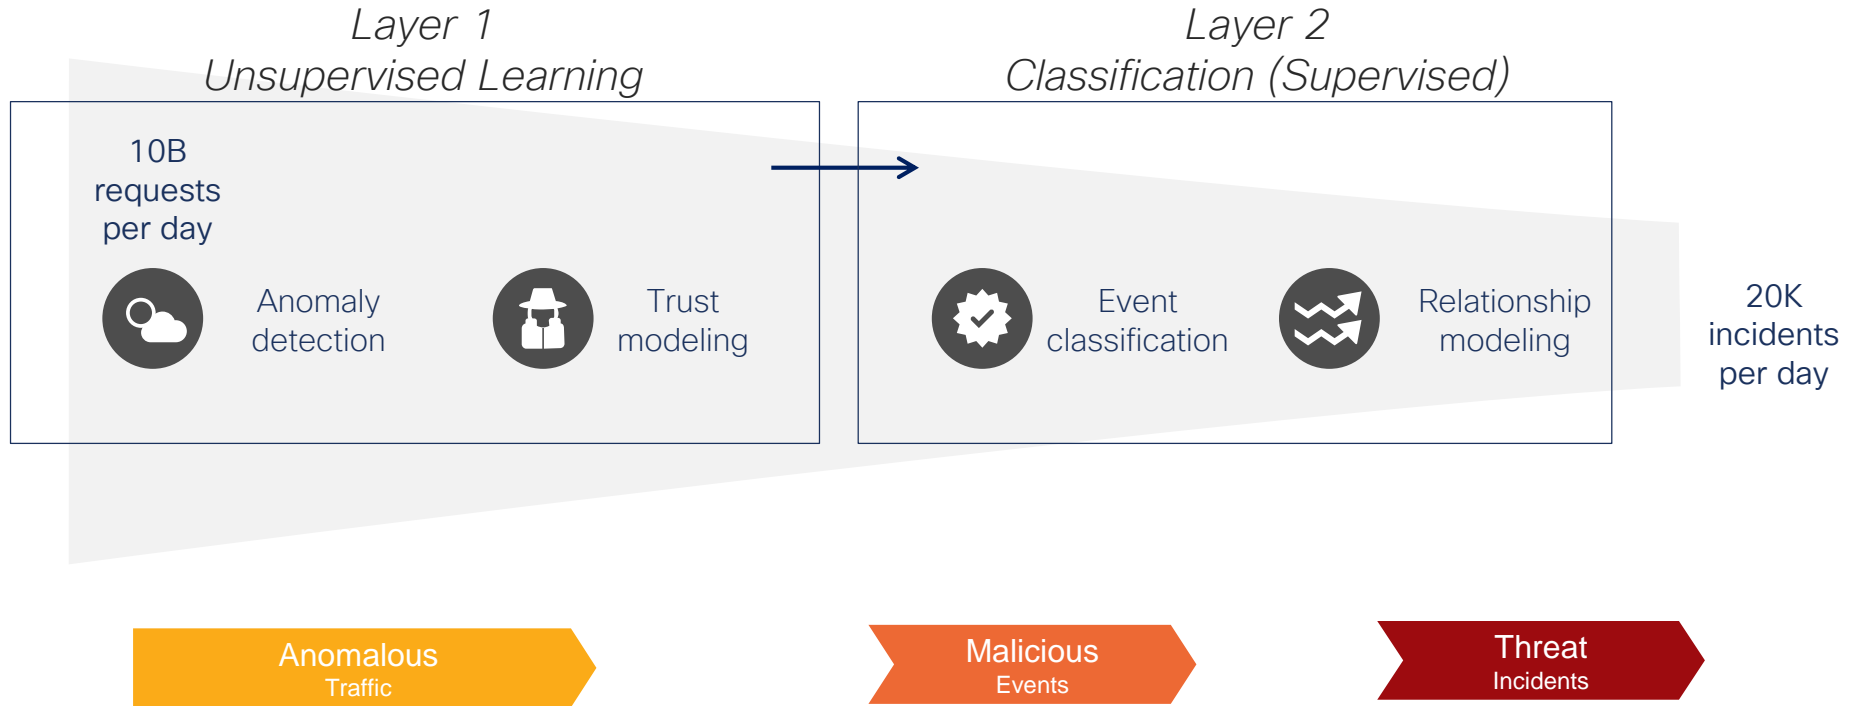 Layer 1
Unsupervised Learning
Layer 2
Classification (Supervised)
10B
requests
per day
Anomaly
detection
Trust
modeling
Event
classification
Relationship
modeling
20K
incidents
per day
Anomalous
Traffic
Malicious
Events
Threat
Incidents